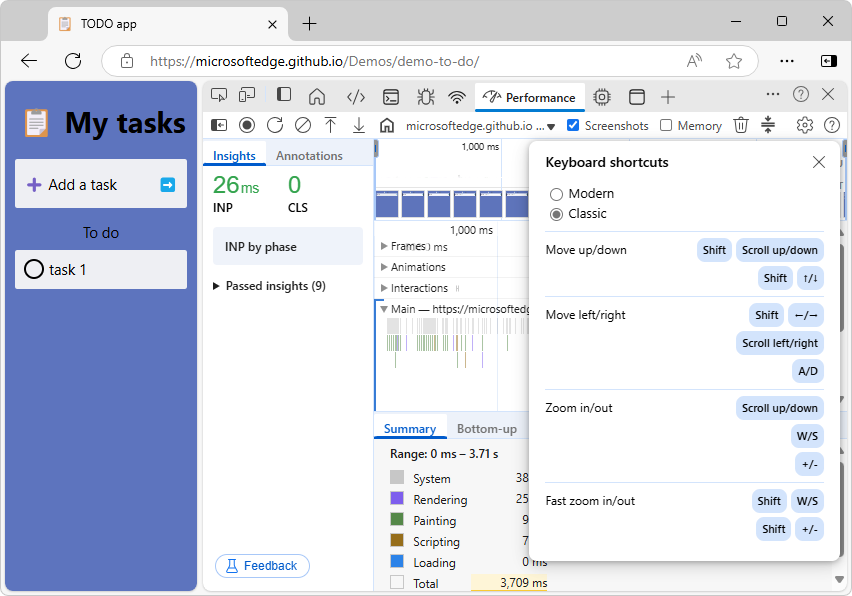 TODO app
https://microsoftedge.github.io/Demos/demo-to-do/
My tasks
Add a task
To do
task 1
Performance
microsoftedge.github.io ...
Screenshots
Memory
Insights
Annotations
26 ms
0
INP
CLS
INP by phase
Passed insights (9)
Feedback
1,000 ms
1,000 ms
Frames ) ms
Animations
Interactions
Main — https://microsoftedg
Summary
Bottom-up
Range: 0 ms – 3.71 s
System 38
Rendering 25
Painting 9
Scripting 7
Loading 0 ms
Total 3,709 ms
Keyboard shortcuts
Modern
Classic
Move up/down
Shift Scroll up/down
Shift ↑/↓
Move left/right
Shift ←/→
Scroll left/right
A/D
Zoom in/out
Scroll up/down
W/S
+/-
Fast zoom in/out
Shift W/S
Shift +/-